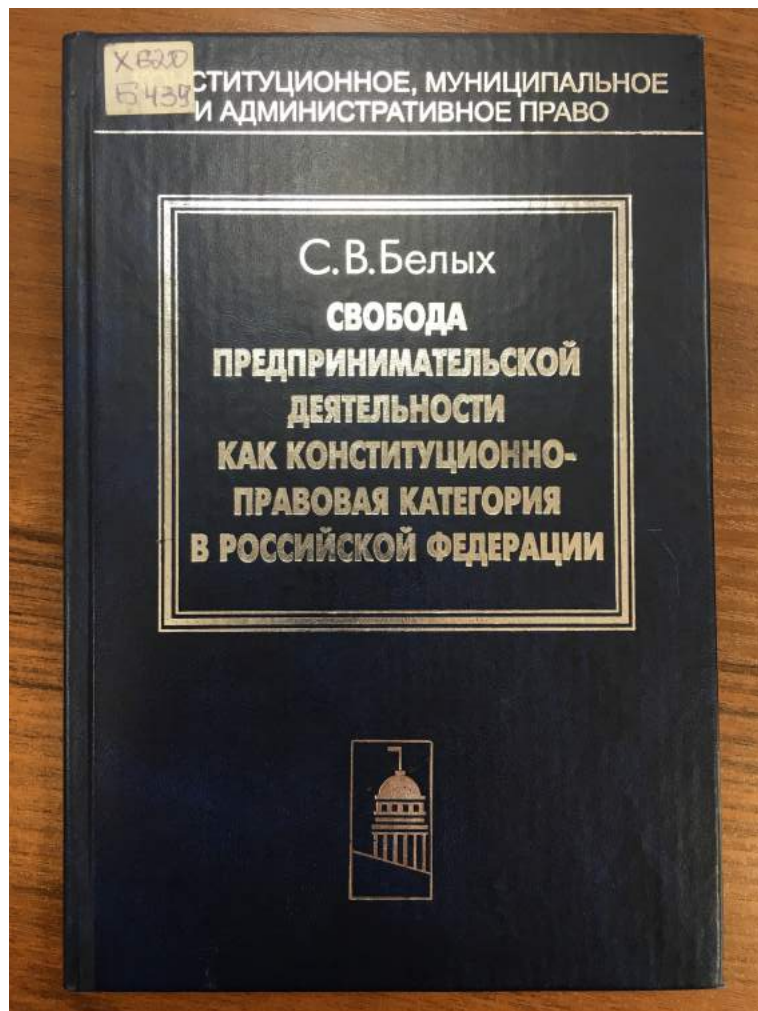 Х620
Б439
СТИТУЦИОННОЕ, МУНИЦИПАЛЬНОЕ
И АДМИНИСТРАТИВНОЕ ПРАВО
С.В.Белых
СВОБОДА
ПРЕДПРИНИМАТЕЛЬСКОЙ
ДЕЯТЕЛЬНОСТИ
КАК КОНСТИТУЦИОННО-
ПРАВОВАЯ КАТЕГОРИЯ
В РОССИЙСКОЙ ФЕДЕРАЦИИ